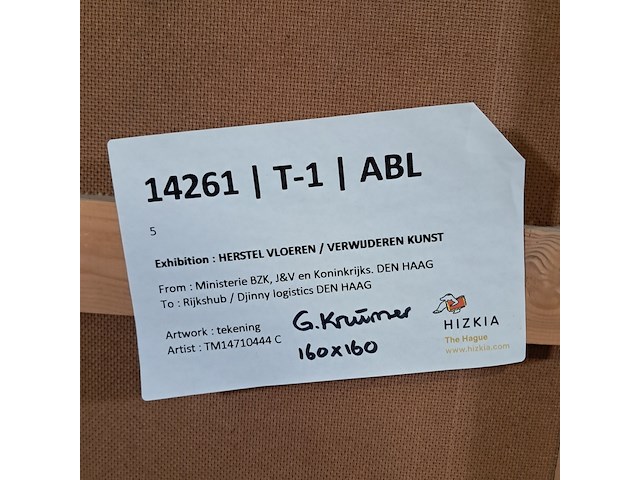 14261 | T-1 | ABL
5
Exhibition : HERSTEL VLOEREN / VERWIJDEREN KUNST
From : Ministerie BZK, J&V en Koninkrijks. DEN HAAG
To : Rijkshub / Djinny logistics DEN HAAG
Artwork : tekening
Artist : TM14710444 C
G. Krümer
160x160
HIZKIA
The Hague
www.hizkia.com